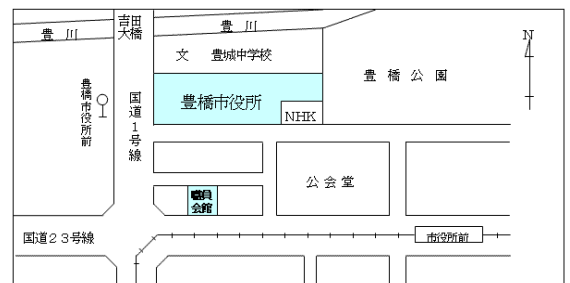 吉田
大橋
豊 川
豊 川
N
文 豊城中学校
豊 橋 公 園
豊橋市役所前
国道1号線
豊橋市役所
NHK
公 会 堂
職員
会館
国道23号線
市役所前